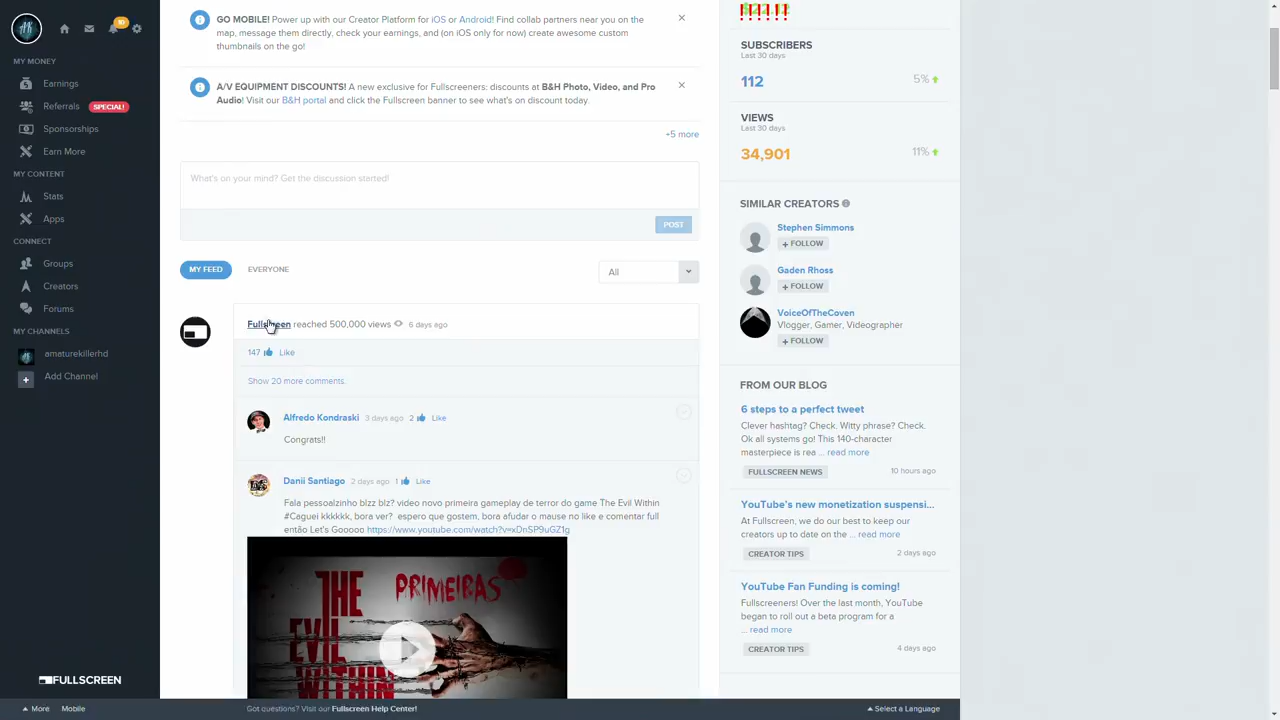 10
MY MONEY
Earnings
Referrals SPECIAL!
Sponsorships
Earn More
MY CONTENT
Stats
Apps
CONNECT
Groups
Creators
Forums
MY CHANNELS
amaturekillerhd
+ Add Channel
FULLSCREEN
More Mobile
GO MOBILE! Power up with our Creator Platform for iOS or Android! Find collab partners near you on the
map, message them directly, check your earnings, and (on iOS only for now) create awesome custom
thumbnails on the go!
A/V EQUIPMENT DISCOUNTS! A new exclusive for Fullscreeners: discounts at B&H Photo, Video, and Pro
Audio! Visit our B&H portal and click the Fullscreen banner to see what's on discount today.
+5 more
What's on your mind? Get the discussion started!
POST
MY FEED EVERYONE
All
Fullscreen reached 500,000 views 6 days ago
147 Like
Show 20 more comments.
Alfredo Kondraski 3 days ago 2 Like
Congrats!!
Danii Santiago 2 days ago 1 Like
Fala pessoalzinho blzz blz? video novo primeira gameplay de terror do game The Evil Within
#Caguei kkkkkk, bora ver? espero que gostem, bora afudar o mause no like e comentar full
então Let's Gooooo https://www.youtube.com/watch?v=xDnSP9uGZ1g
THE
EVIL WITHIN
PRIMEIRAS
Got questions? Visit our Fullscreen Help Center!
SUBSCRIBERS
Last 30 days
112 5%
VIEWS
Last 30 days
34,901 11%
SIMILAR CREATORS
Stephen Simmons
+ FOLLOW
Gaden Rhoss
+ FOLLOW
VoiceOfTheCoven
Vlogger, Gamer, Videographer
+ FOLLOW
FROM OUR BLOG
6 steps to a perfect tweet
Clever hashtag? Check. Witty phrase? Check.
Ok all systems go! This 140-character
masterpiece is rea ... read more
FULLSCREEN NEWS 10 hours ago
YouTube's new monetization suspensi...
At Fullscreen, we do our best to keep our
creators up to date on the ... read more
CREATOR TIPS 2 days ago
YouTube Fan Funding is coming!
Fullscreeners! Over the last month, YouTube
began to roll out a beta program for a
... read more
CREATOR TIPS 4 days ago
Select a Language